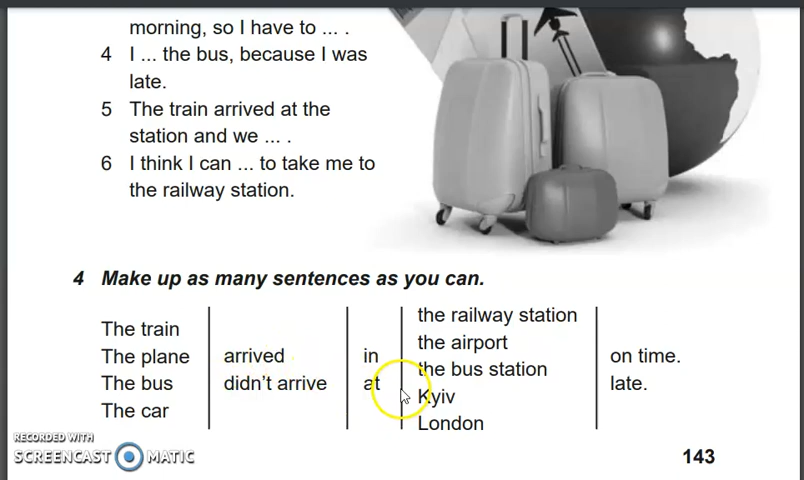 morning, so I have to ... .
4 I ... the bus, because I was
late.
5 The train arrived at the
station and we ... .
6 I think I can ... to take me to
the railway station.
4 Make up as many sentences as you can.
The train
The plane
The bus
The car
arrived
didn't arrive
in
at
the railway station
the airport
the bus station
Kyiv
London
on time.
late.
RECORDED WITH
SCREENCAST MATIC
143